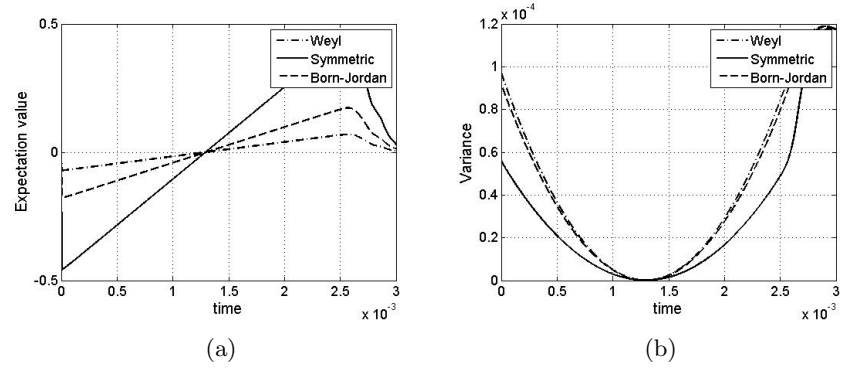 0.5
0
-0.5
Expectation value
0
0.5
1
1.5
2
2.5
3
time
x 10⁻³
Weyl
Symmetric
Born-Jordan
(a)
x 10⁻⁴
1.2
1
0.8
0.6
0.4
0.2
0
Variance
0
0.5
1
1.5
2
2.5
3
time
x 10⁻³
Weyl
Symmetric
Born-Jordan
(b)